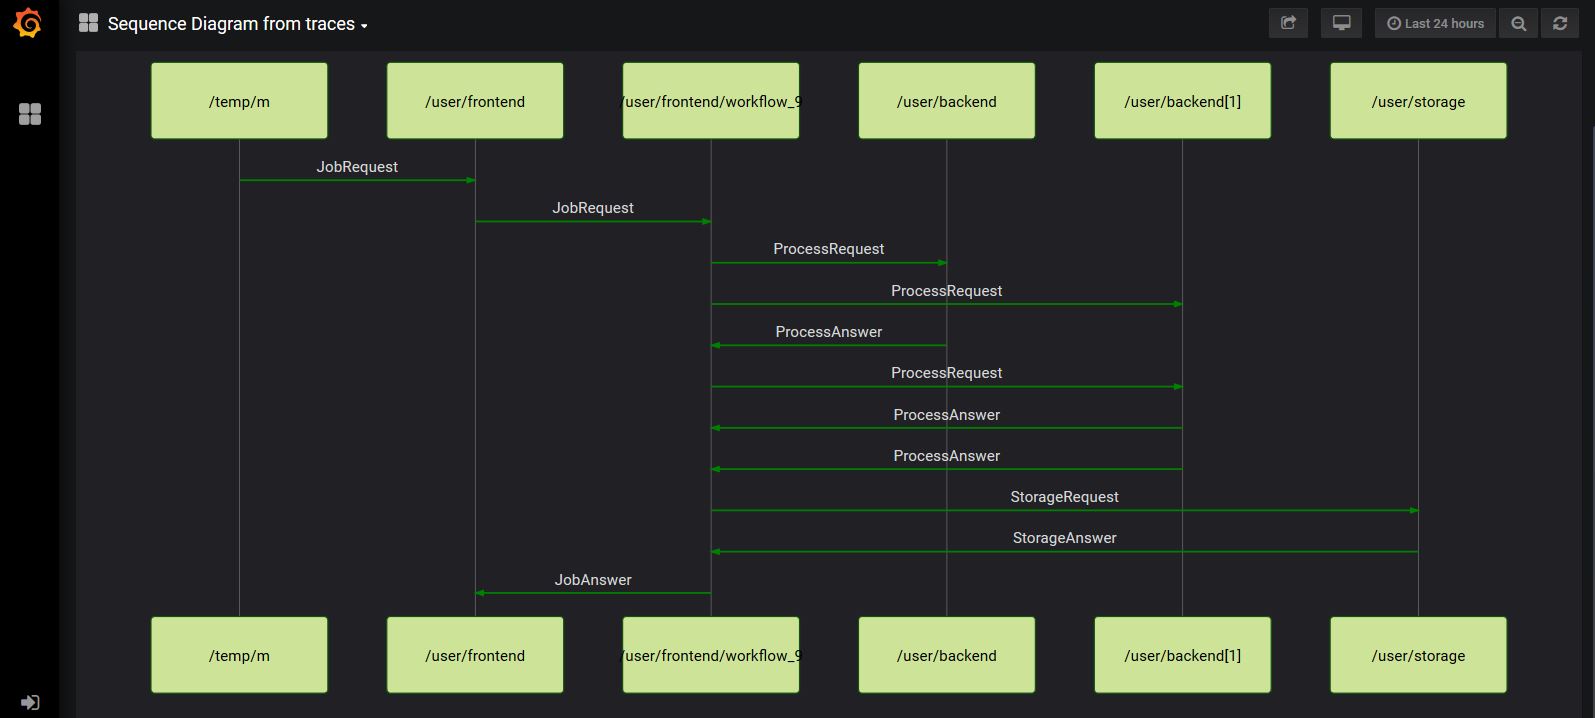 Sequence Diagram from traces
Last 24 hours
/temp/m
/user/frontend
/user/frontend/workflow_9
/user/backend
/user/backend[1]
/user/storage
JobRequest
JobRequest
ProcessRequest
ProcessRequest
ProcessAnswer
ProcessRequest
ProcessAnswer
ProcessAnswer
StorageRequest
StorageAnswer
JobAnswer
/temp/m
/user/frontend
/user/frontend/workflow_9
/user/backend
/user/backend[1]
/user/storage